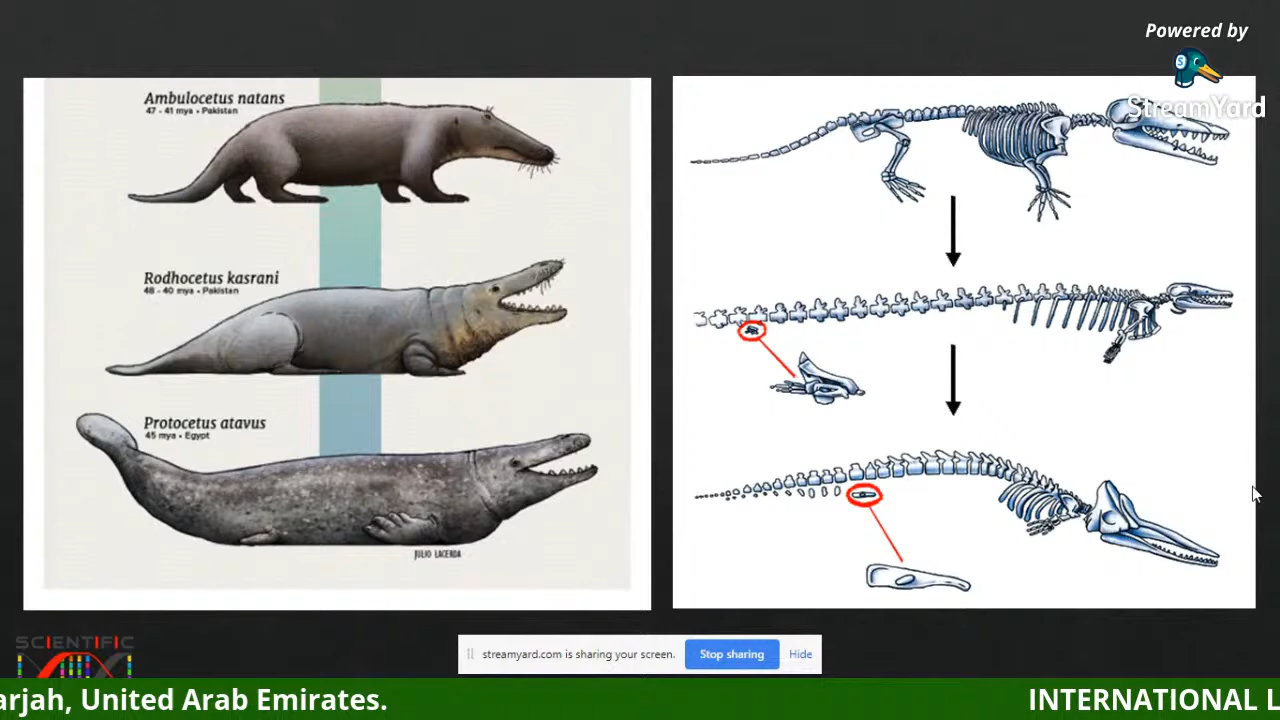 Powered by
StreamYard
Ambulocetus natans
47 - 41 mya • Pakistan
Rodhocetus kasrani
48 - 40 mya • Pakistan
Protocetus atavus
45 mya • Egypt
JULIO LACERDA
SCIENTIFIC
streamyard.com is sharing your screen.
Stop sharing
Hide
arjah, United Arab Emirates.
INTERNATIONAL L